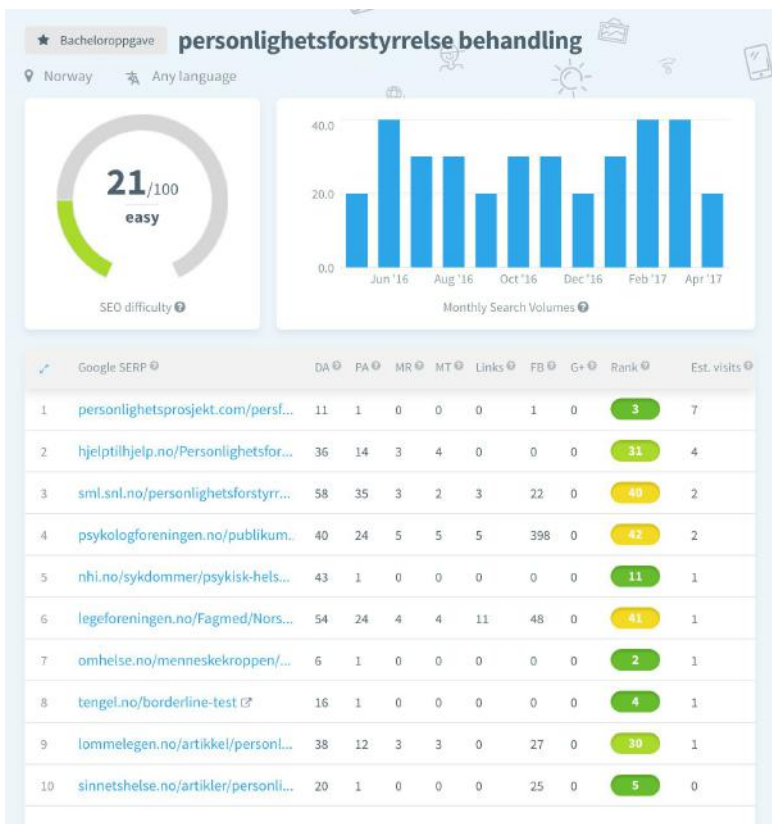 Bacheloroppgave personlighetsforstyrrelse behandling
Norway Any language
21/100
easy
SEO difficulty
40.0
20.0
0.0
Jun '16 Aug '16 Oct '16 Dec '16 Feb '17 Apr '17
Monthly Search Volumes
Google SERP DA PA MR MT Links FB G+ Rank Est. visits
1 personlighetsprosjekt.com/persf... 11 1 0 0 0 1 0 3 7
2 hjelptilhjelp.no/Personlighetsfor... 36 14 3 4 0 0 0 31 4
3 sml.snl.no/personlighetsforstyrr... 58 35 3 2 3 22 0 40 2
4 psykologforeningen.no/publikum.. 40 24 5 5 5 398 0 42 2
5 nhi.no/sykdommer/psykisk-hels... 43 1 0 0 0 0 0 11 1
6 legeforeningen.no/Fagmed/Nors... 54 24 4 4 11 48 0 41 1
7 omhelse.no/menneskekroppen/... 6 1 0 0 0 0 0 2 1
8 tengel.no/borderline-test 16 1 0 0 0 0 0 4 1
9 lommelegen.no/artikkel/personl... 38 12 3 3 0 27 0 30 1
10 sinnetshelse.no/artikler/personli... 20 1 0 0 0 25 0 5 0